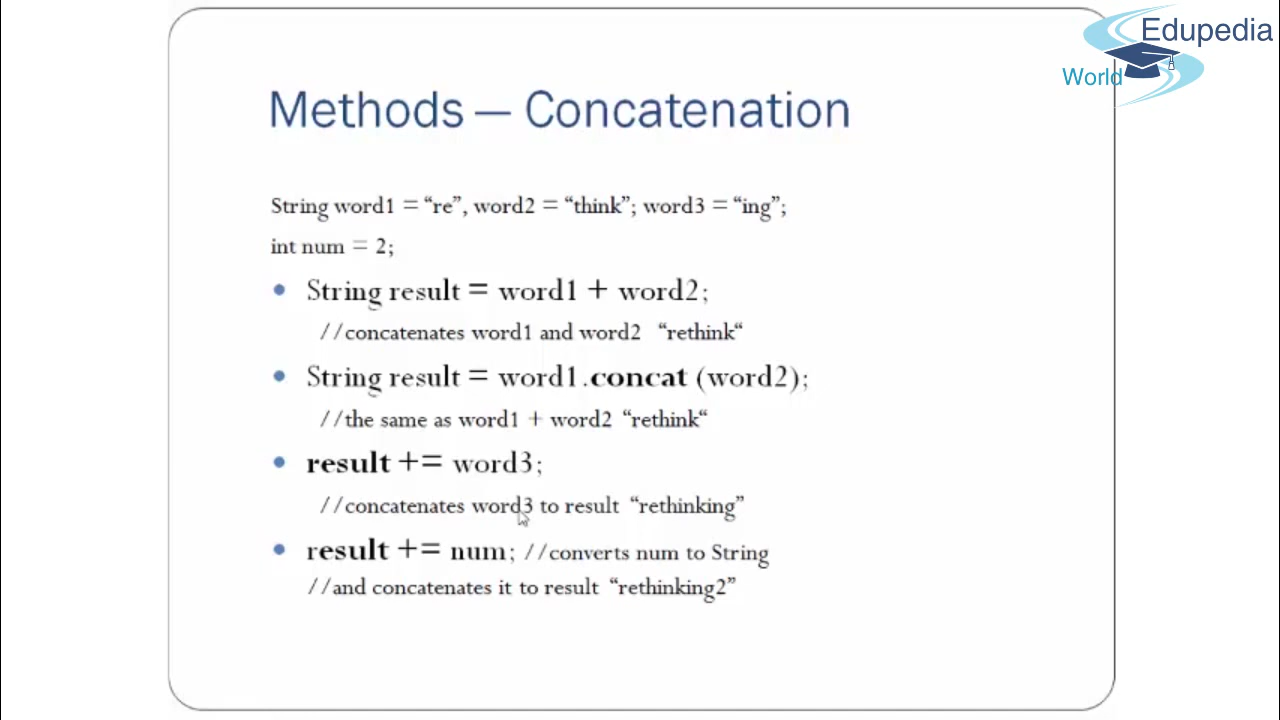 Edupedia
World
Methods — Concatenation
String word1 = “re”, word2 = “think”; word3 = “ing”;
int num = 2;
• String result = word1 + word2;
//concatenates word1 and word2 “rethink“
• String result = word1.concat (word2);
//the same as word1 + word2 “rethink“
• result += word3;
//concatenates word3 to result “rethinking”
• result += num; //converts num to String
//and concatenates it to result “rethinking2”